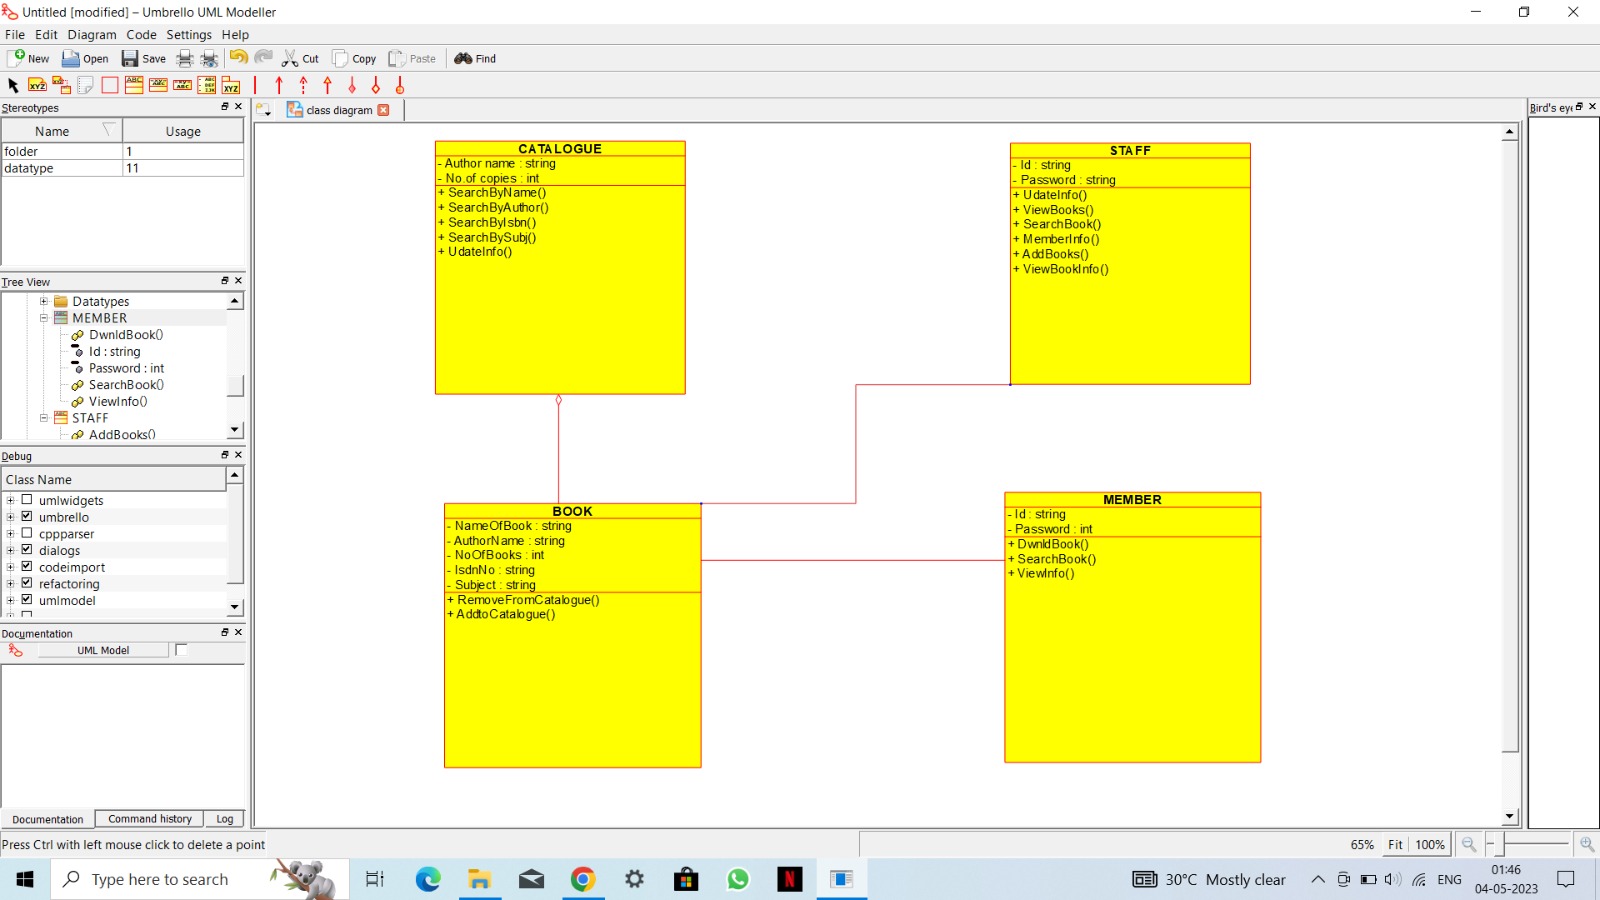 Untitled [modified] – Umbrello UML Modeller
File Edit Diagram Code Settings Help
New Open Save Cut Copy Paste Find
Stereotypes
Name Usage
folder 1
datatype 11
Tree View
Datatypes
MEMBER
DwnldBook()
Id : string
Password : int
SearchBook()
ViewInfo()
STAFF
AddBooks()
Debug
Class Name
umlwidgets
umbrello
cppparser
dialogs
codeimport
refactoring
umlmodel
Documentation
UML Model
Documentation Command history Log
Press Ctrl with left mouse click to delete a point
class diagram
CATALOGUE
- Author name : string
- No.of copies : int
+ SearchByName()
+ SearchByAuthor()
+ SearchByIsbn()
+ SearchBySubj()
+ UdateInfo()
STAFF
- Id : string
- Password : string
+ UdateInfo()
+ ViewBooks()
+ SearchBook()
+ MemberInfo()
+ AddBooks()
+ ViewBookInfo()
BOOK
- NameOfBook : string
- AuthorName : string
- NoOfBooks : int
- IsdnNo : string
- Subject : string
+ RemoveFromCatalogue()
+ AddtoCatalogue()
MEMBER
- Id : string
- Password : int
+ DwnldBook()
+ SearchBook()
+ ViewInfo()
Bird's eye
65% Fit 100%
Type here to search
30°C Mostly clear
ENG
01:46
04-05-2023